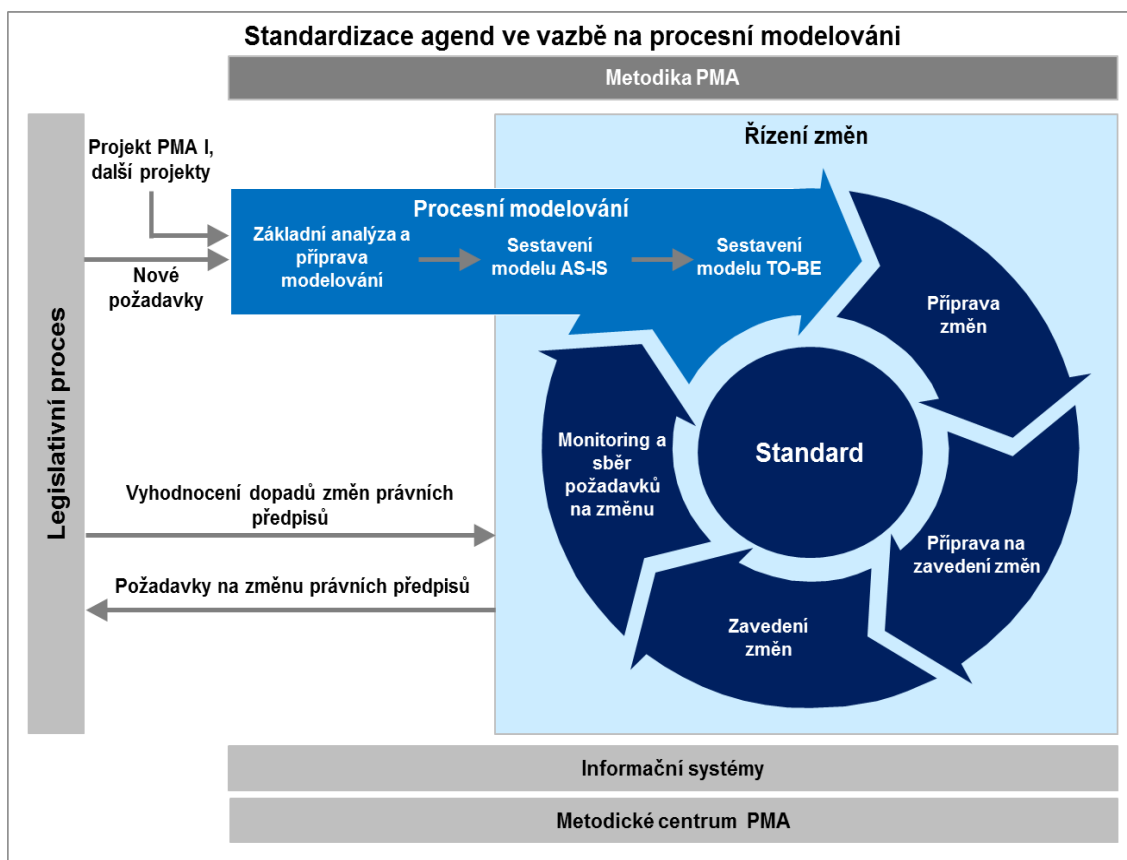 Standardizace agend ve vazbě na procesní modelováni
Metodika PMA
Řízení změn
Projekt PMA I,
další projekty
Procesní modelování
Základní analýza a
příprava
modelování
Sestavení
modelu AS-IS
Sestavení
modelu TO-BE
Nové
požadavky
Legislativní proces
Příprava
změn
Standard
Monitoring a
sběr
požadavků
na změnu
Vyhodnocení dopadů změn právních
předpisů
Příprava na
zavedení změn
Požadavky na změnu právních předpisů
Zavedení
změn
Informační systémy
Metodické centrum PMA